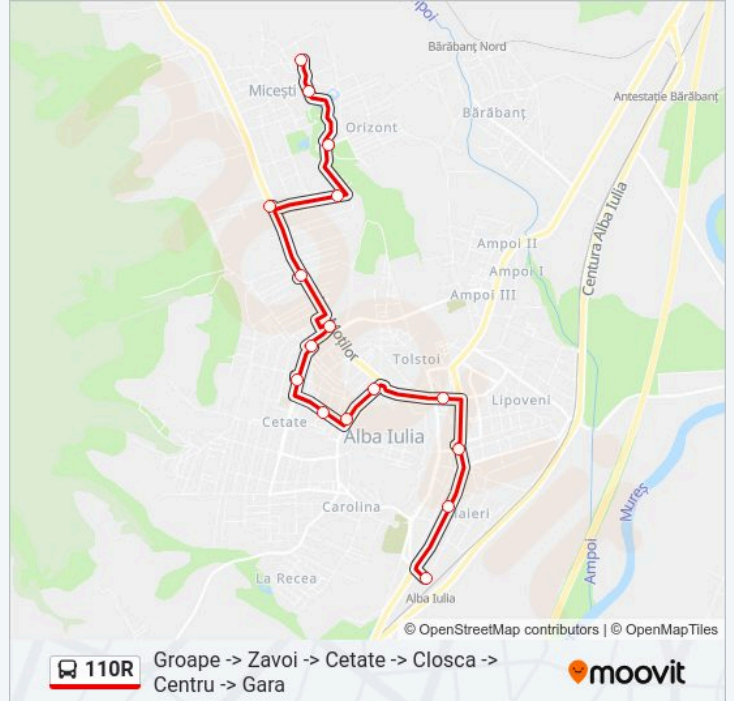 Ampoi
Bărăbanț Nord
Micești
Antestație Bărăbanț
Bărăbanț
Orizont
Centura Alba Iulia
Ampoi II
Ampoi I
Ampoi III
Moților
Tolstoi
Lipoveni
Cetate
Alba Iulia
Mureș
Carolina
Maieri
Ampoi
La Recea
Alba Iulia
© OpenStreetMap contributors | © OpenMapTiles
110R
Groape -> Zavoi -> Cetate -> Closca ->
Centru -> Gara
moovit